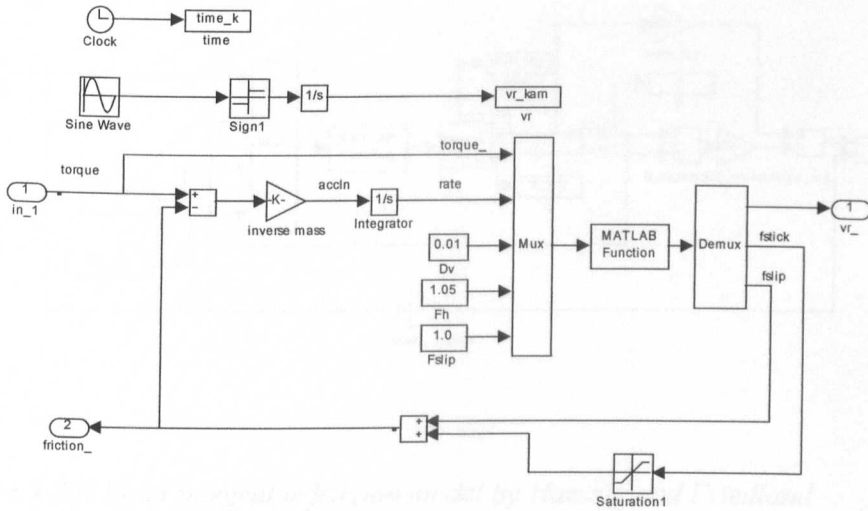 time_k
Clock
time
1/s
vr_kam
Sine Wave
Sign1
vr
torque
torque_
1
in_1
+
-
-K-
accln
rate
1/s
inverse mass
Integrator
0.01
Dv
1.05
Fh
1.0
Fslip
Mux
MATLAB
Function
Demux
1
vr_
fstick
fslip
2
friction_
+
+
Saturation1